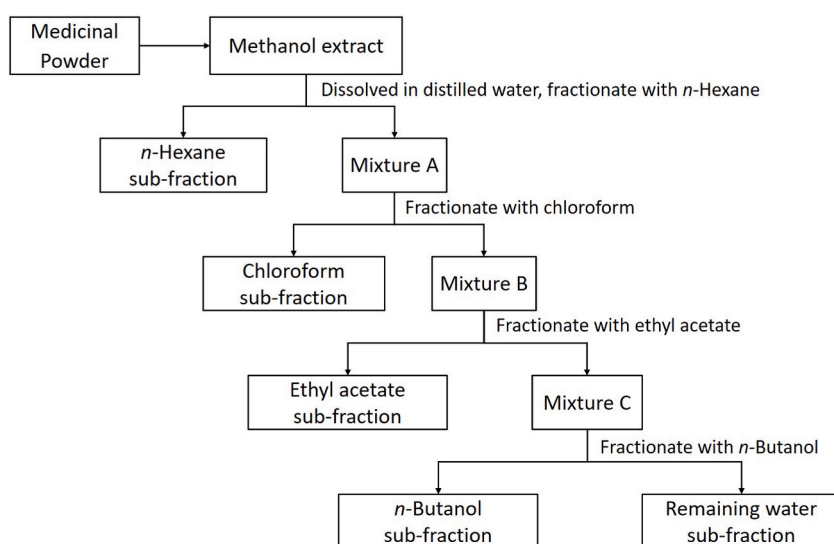 Medicinal
Powder
Methanol extract
Dissolved in distilled water, fractionate with n-Hexane
n-Hexane
sub-fraction
Mixture A
Fractionate with chloroform
Chloroform
sub-fraction
Mixture B
Fractionate with ethyl acetate
Ethyl acetate
sub-fraction
Mixture C
Fractionate with n-Butanol
n-Butanol
sub-fraction
Remaining water
sub-fraction